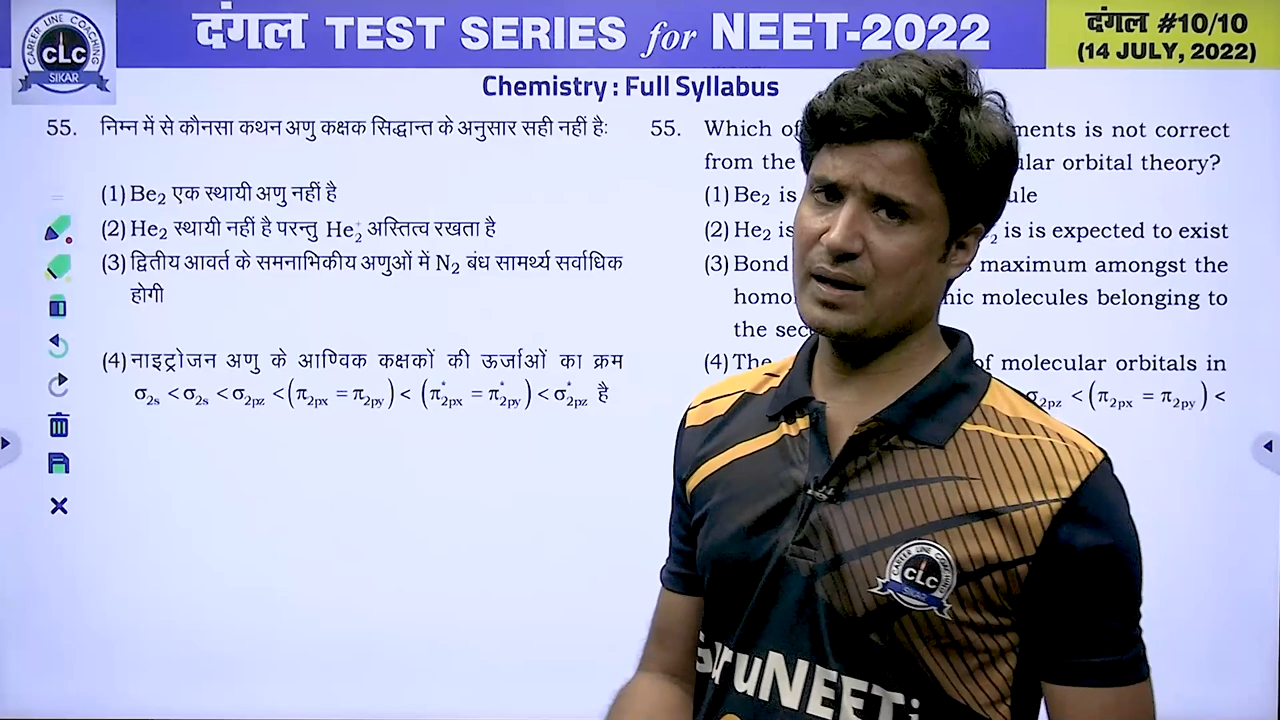 CAREER LINE COACHING
CLC
SIKAR
दंगल TEST SERIES for NEET-2022
दंगल #10/10
(14 JULY, 2022)
Chemistry : Full Syllabus
55. निम्न में से कौनसा कथन अणु कक्षक सिद्धान्त के अनुसार सही नहीं है:
(1) Be₂ एक स्थायी अणु नहीं है
(2) He₂ स्थायी नहीं है परन्तु He₂⁺ अस्तित्व रखता है
(3) द्वितीय आवर्त के समनाभिकीय अणुओं में N₂ बंध सामर्थ्य सर्वाधिक
होगी
(4) नाइट्रोजन अणु के आण्विक कक्षकों की ऊर्जाओं का क्रम
σ₂s < σ₂s < σ₂pz < (π₂px = π₂py) < (π*₂px = π*₂py) < σ*₂pz है
55. Which of ments is not correct
from the ular orbital theory?
(1) Be₂ is ule
(2) He₂ is is is expected to exist
(3) Bond maximum amongst the
homo nic molecules belonging to
the sec
(4) The of molecular orbitals in
σ₂pz < (π₂px = π₂py) <
CAREER LINE COACHING
CLC
SIKAR
uNEET